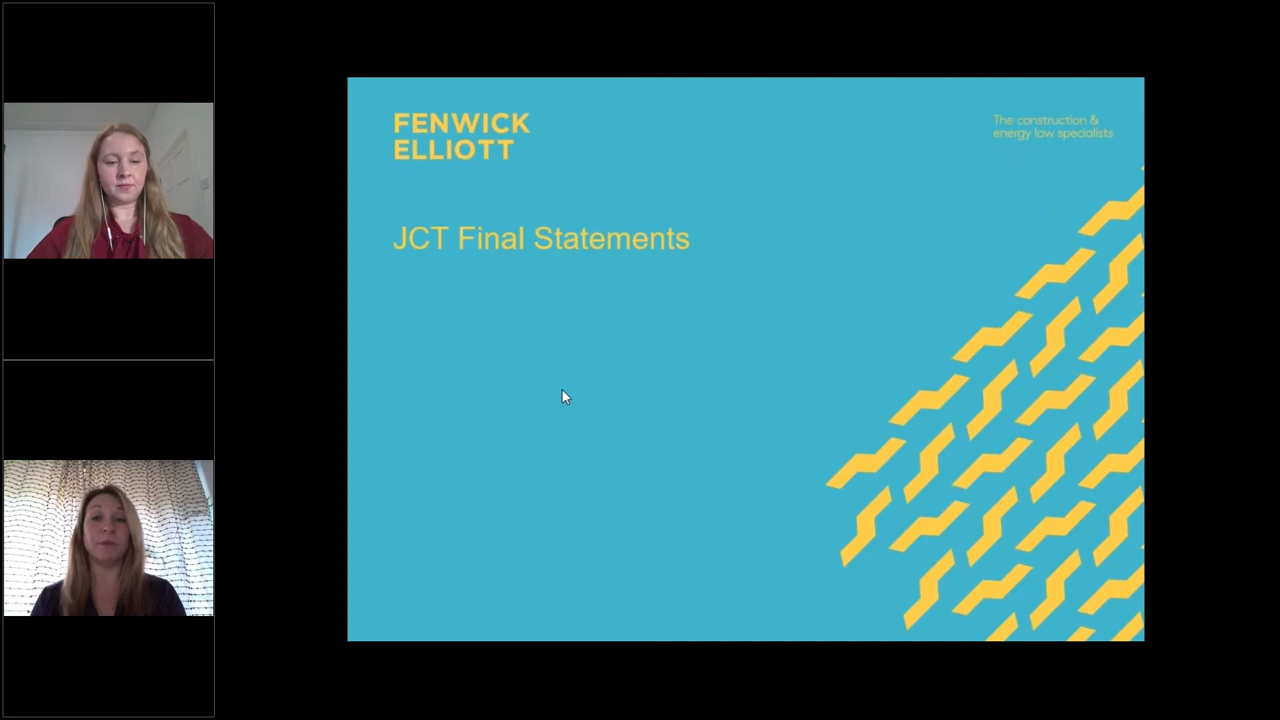 FENWICK
ELLIOTT
The construction &
energy law specialists
JCT Final Statements